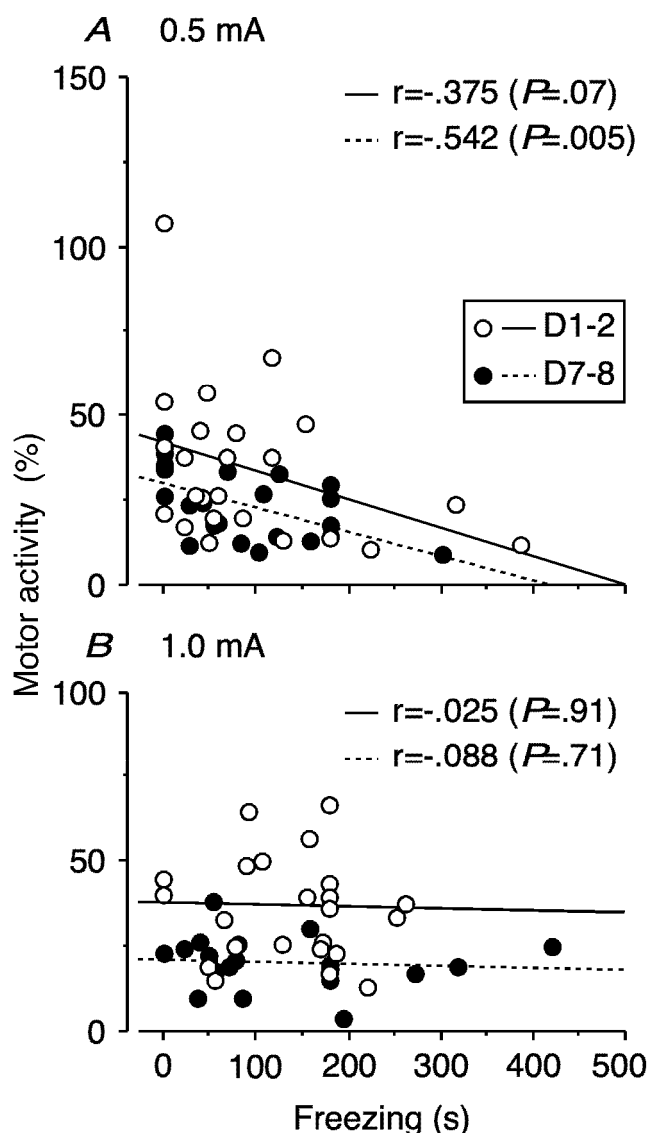 A 0.5 mA
150
r=-.375 (P=.07)
r=-.542 (P=.005)
100
D1-2
D7-8
50
0
Motor activity (%)
B 1.0 mA
100
r=-.025 (P=.91)
r=-.088 (P=.71)
50
0
0 100 200 300 400 500
Freezing (s)